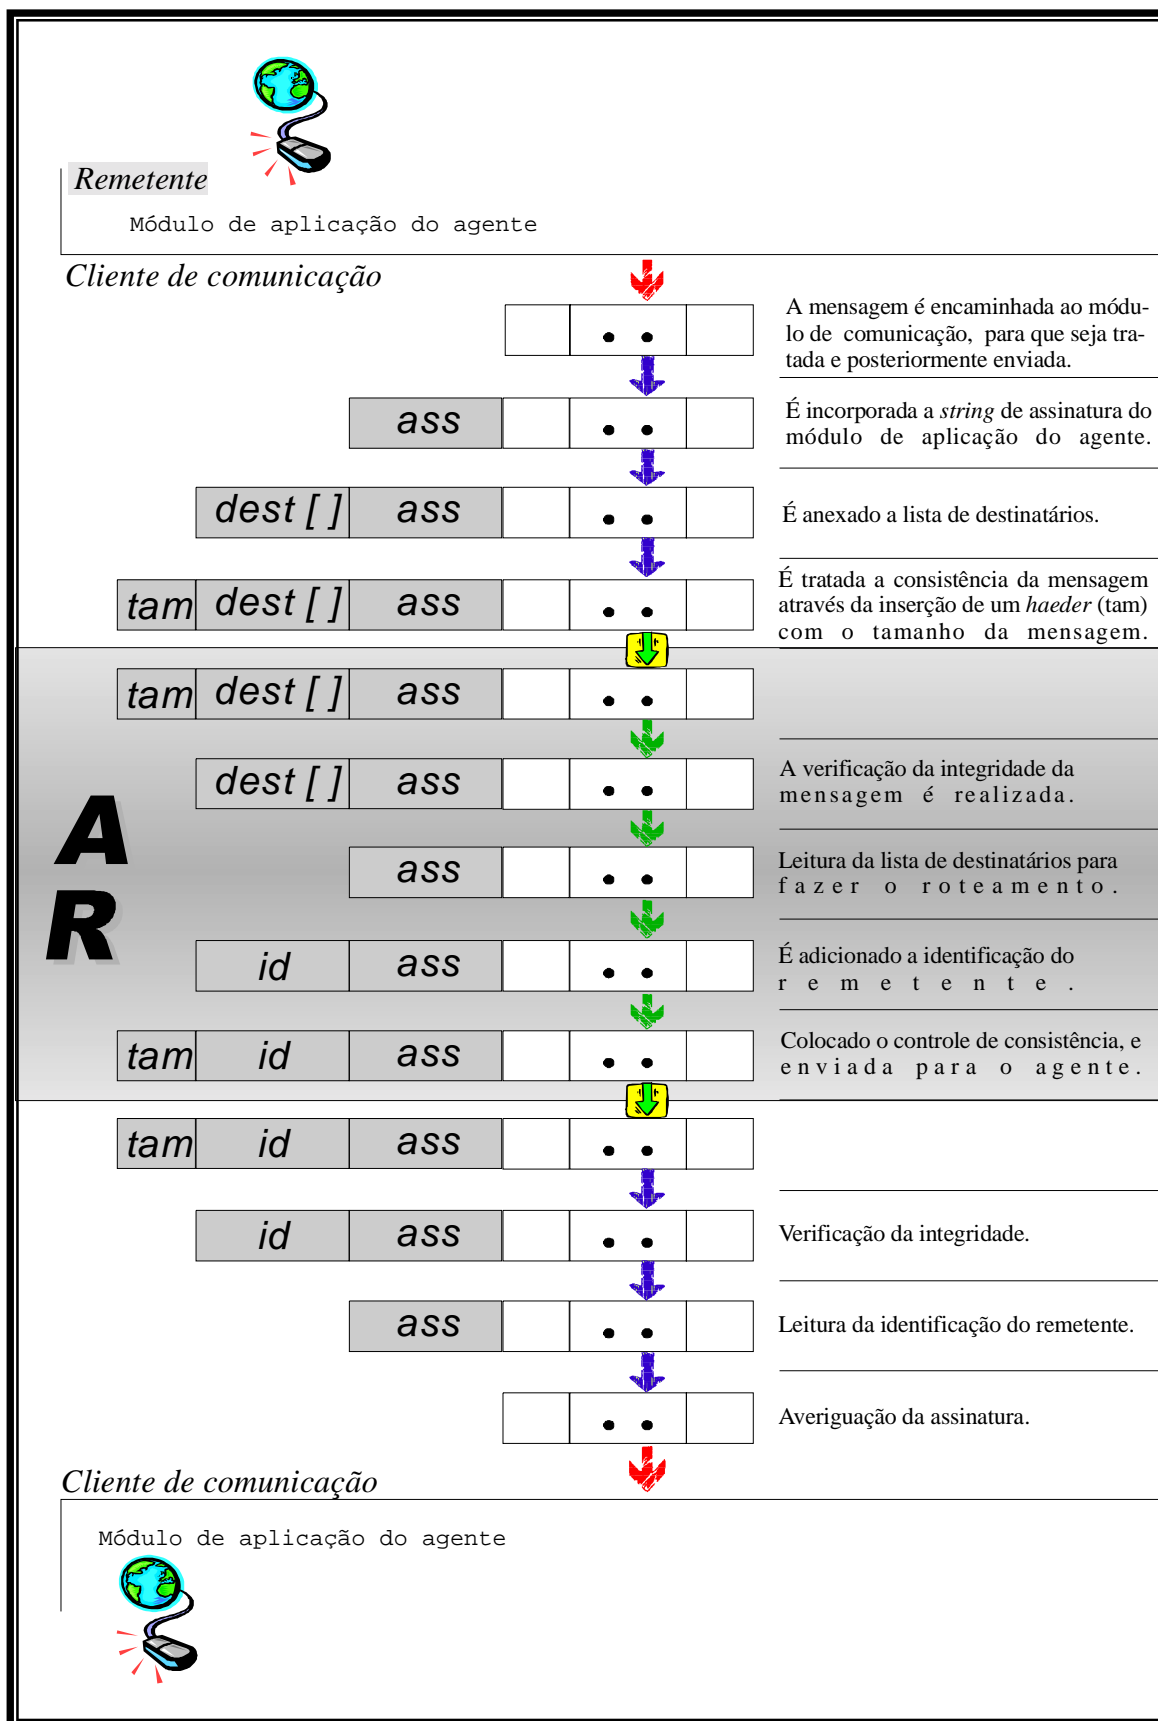 Remetente
Módulo de aplicação do agente
Cliente de comunicação
A mensagem é encaminhada ao módu-
lo de comunicação, para que seja tra-
tada e posteriormente enviada.
ass
É incorporada a string de assinatura do
módulo de aplicação do agente.
dest [ ] ass
É anexado a lista de destinatários.
tam dest [ ] ass
É tratada a consistência da mensagem
através da inserção de um haeder (tam)
com o tamanho da mensagem.
tam dest [ ] ass
dest [ ] ass
A verificação da integridade da
mensagem é realizada.
A
R
ass
Leitura da lista de destinatários para
fazer o roteamento.
id ass
É adicionado a identificação do
remetente.
tam id ass
Colocado o controle de consistência, e
enviada para o agente.
tam id ass
id ass
Verificação da integridade.
ass
Leitura da identificação do remetente.
Averiguação da assinatura.
Cliente de comunicação
Módulo de aplicação do agente